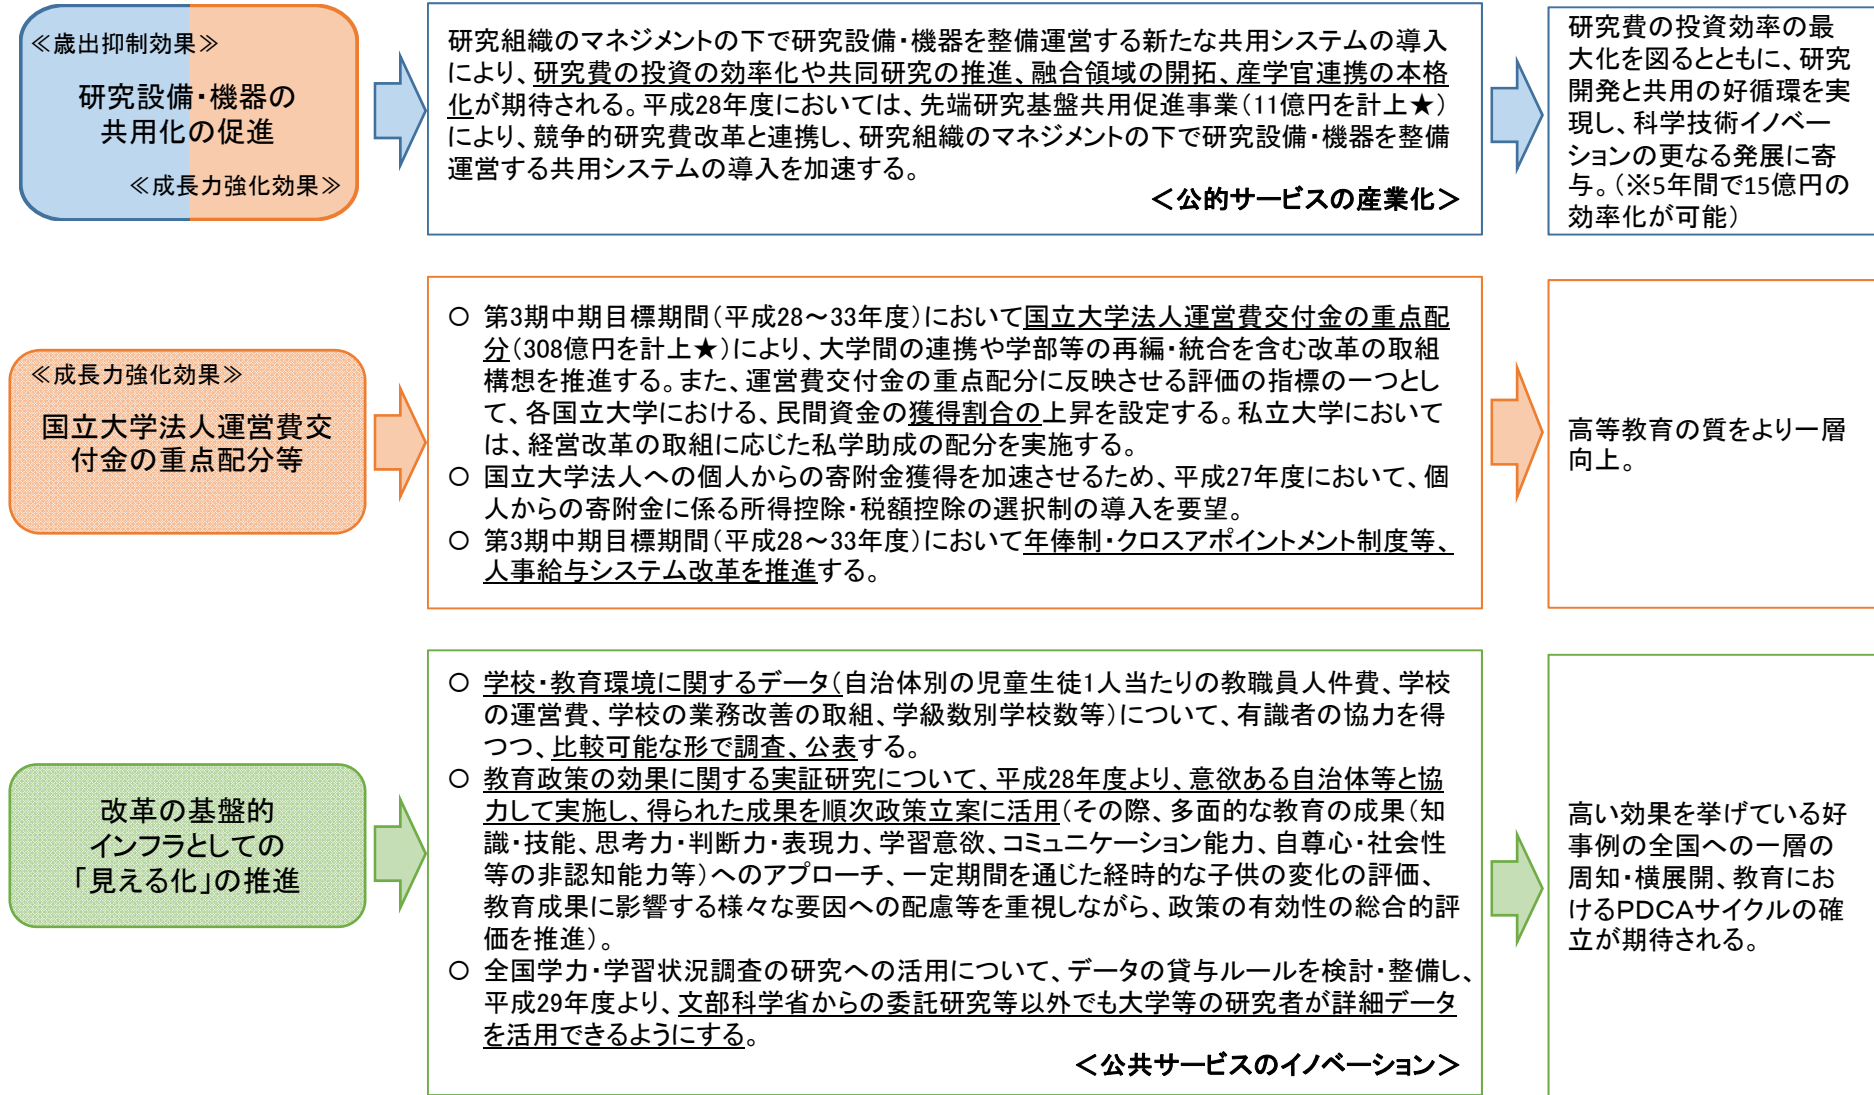 ≪歳出抑制効果≫
研究設備・機器の
共用化の促進
≪成長力強化効果≫
研究組織のマネジメントの下で研究設備・機器を整備運営する新たな共用システムの導入
により、研究費の投資の効率化や共同研究の推進、融合領域の開拓、産学官連携の本格
化が期待される。平成28年度においては、先端研究基盤共用促進事業（11億円を計上★）
により、競争的研究費改革と連携し、研究組織のマネジメントの下で研究設備・機器を整備
運営する共用システムの導入を加速する。
＜公的サービスの産業化＞
研究費の投資効率の最
大化を図るとともに、研究
開発と共用の好循環を実
現し、科学技術イノベー
ションの更なる発展に寄
与。（※5年間で15億円の
効率化が可能）
≪成長力強化効果≫
国立大学法人運営費交
付金の重点配分等
○ 第3期中期目標期間（平成28～33年度）において国立大学法人運営費交付金の重点配
分（308億円を計上★）により、大学間の連携や学部等の再編・統合を含む改革の取組
構想を推進する。また、運営費交付金の重点配分に反映させる評価の指標の一つとし
て、各国立大学における、民間資金の獲得割合の上昇を設定する。私立大学において
は、経営改革の取組に応じた私学助成の配分を実施する。
○ 国立大学法人への個人からの寄附金獲得を加速させるため、平成27年度において、個
人からの寄附金に係る所得控除・税額控除の選択制の導入を要望。
○ 第3期中期目標期間（平成28～33年度）において年俸制・クロスアポイントメント制度等、
人事給与システム改革を推進する。
高等教育の質をより一層
向上。
改革の基盤的
インフラとしての
「見える化」の推進
○ 学校・教育環境に関するデータ（自治体別の児童生徒1人当たりの教職員人件費、学校
の運営費、学校の業務改善の取組、学級数別学校数等）について、有識者の協力を得
つつ、比較可能な形で調査、公表する。
○ 教育政策の効果に関する実証研究について、平成28年度より、意欲ある自治体等と協
力して実施し、得られた成果を順次政策立案に活用（その際、多面的な教育の成果（知
識・技能、思考力・判断力・表現力、学習意欲、コミュニケーション能力、自尊心・社会性
等の非認知能力等）へのアプローチ、一定期間を通じた経時的な子供の変化の評価、
教育成果に影響する様々な要因への配慮等を重視しながら、政策の有効性の総合的評
価を推進）。
○ 全国学力・学習状況調査の研究への活用について、データの貸与ルールを検討・整備し、
平成29年度より、文部科学省からの委託研究等以外でも大学等の研究者が詳細データ
を活用できるようにする。
＜公共サービスのイノベーション＞
高い効果を挙げている好
事例の全国への一層の
周知・横展開、教育にお
けるＰＤＣＡサイクルの確
立が期待される。